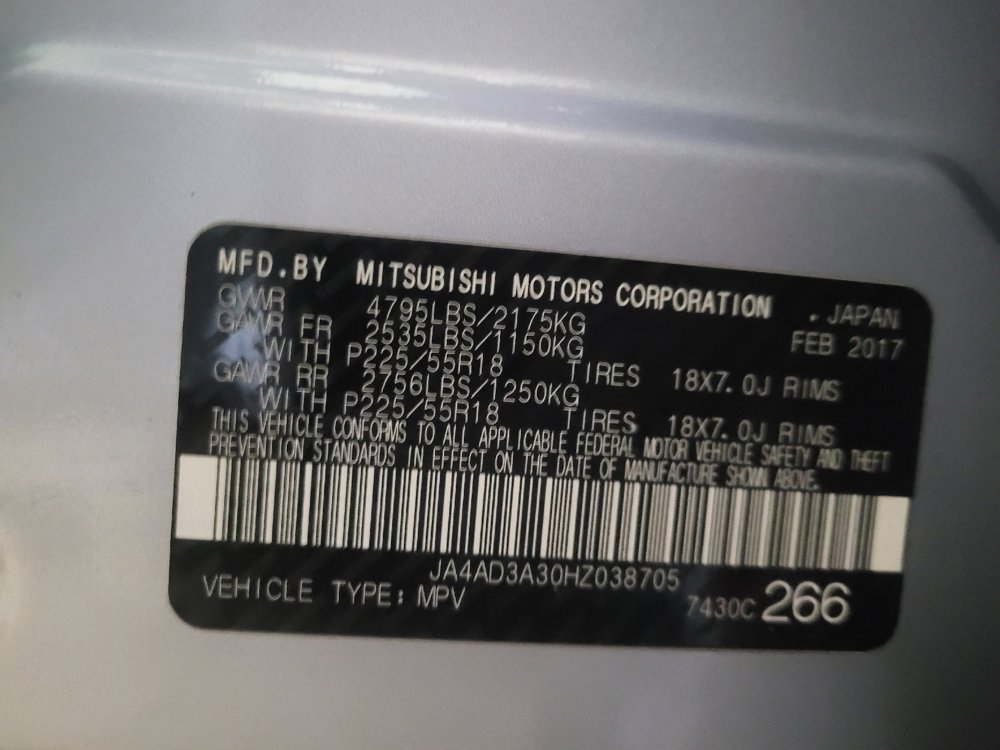 MFD.BY MITSUBISHI MOTORS CORPORATION . JAPAN
GVWR 4795LBS/2175KG FEB 2017
GAWR FR 2535LBS/1150KG
WITH P225/55R18 TIRES 18X7.0J RIMS
GAWR RR 2756LBS/1250KG
WITH P225/55R18 TIRES 18X7.0J RIMS
THIS VEHICLE CONFORMS TO ALL APPLICABLE FEDERAL MOTOR VEHICLE SAFETY AND THEFT
PREVENTION STANDARDS IN EFFECT ON THE DATE OF MANUFACTURE SHOWN ABOVE.
JA4AD3A30HZ038705
VEHICLE TYPE: MPV 7430C 266